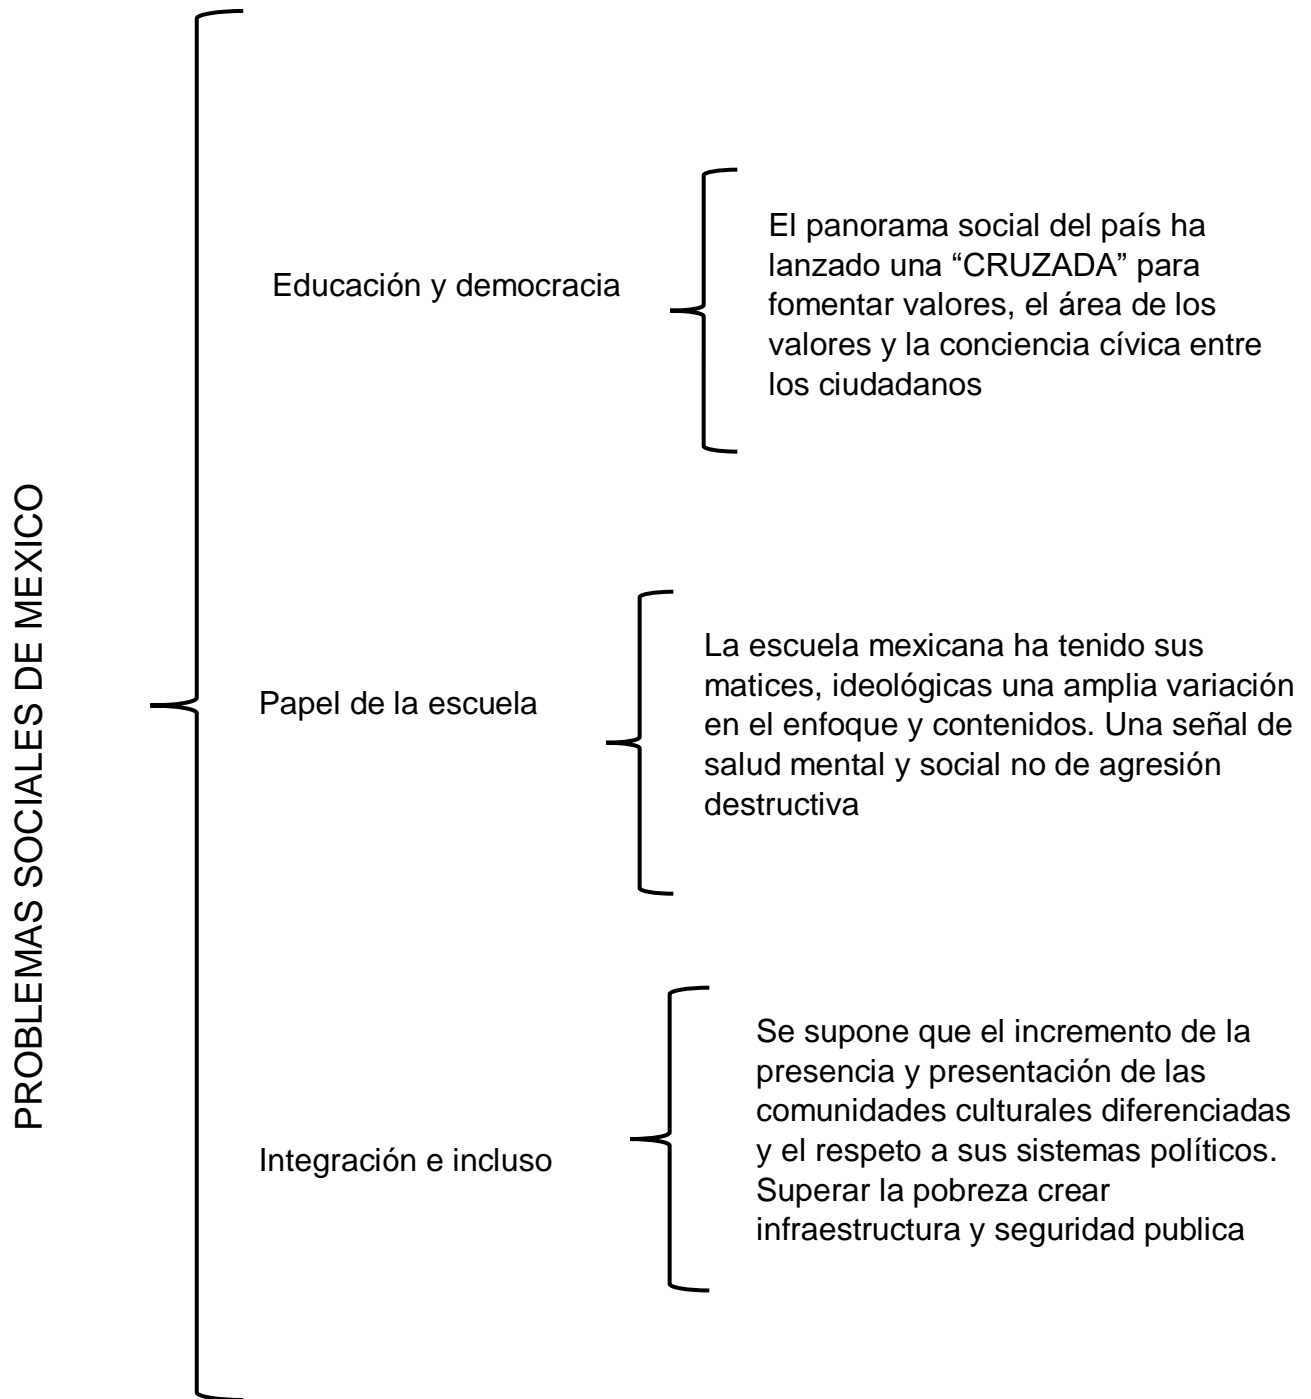 PROBLEMAS SOCIALES DE MEXICO
Educación y democracia
El panorama social del país ha
lanzado una “CRUZADA” para
fomentar valores, el área de los
valores y la conciencia cívica entre
los ciudadanos
Papel de la escuela
La escuela mexicana ha tenido sus
matices, ideológicas una amplia variación
en el enfoque y contenidos. Una señal de
salud mental y social no de agresión
destructiva
Integración e incluso
Se supone que el incremento de la
presencia y presentación de las
comunidades culturales diferenciadas
y el respeto a sus sistemas políticos.
Superar la pobreza crear
infraestructura y seguridad publica